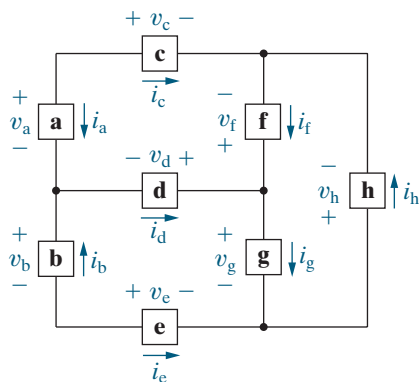 + v_c −
c
i_c
+ v_a − a i_a
− v_f + f i_f
− v_h + h i_h
− v_d +
d
i_d
+ v_b − b i_b
+ v_g − g i_g
+ v_e −
e
i_e